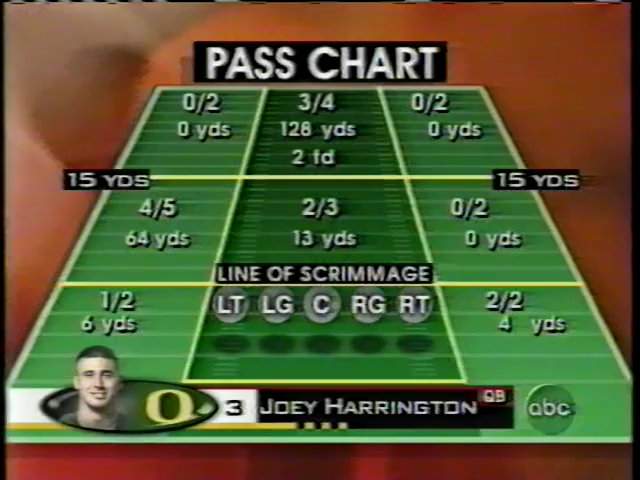 PASS CHART
0/2 3/4 0/2
0 yds 128 yds 0 yds
2 td
15 YDS 15 YDS
4/5 2/3 0/2
64 yds 13 yds 0 yds
LINE OF SCRIMMAGE
1/2 LT LG C RG RT 2/2
6 yds 4 yds
O 3 JOEY HARRINGTON QB abc